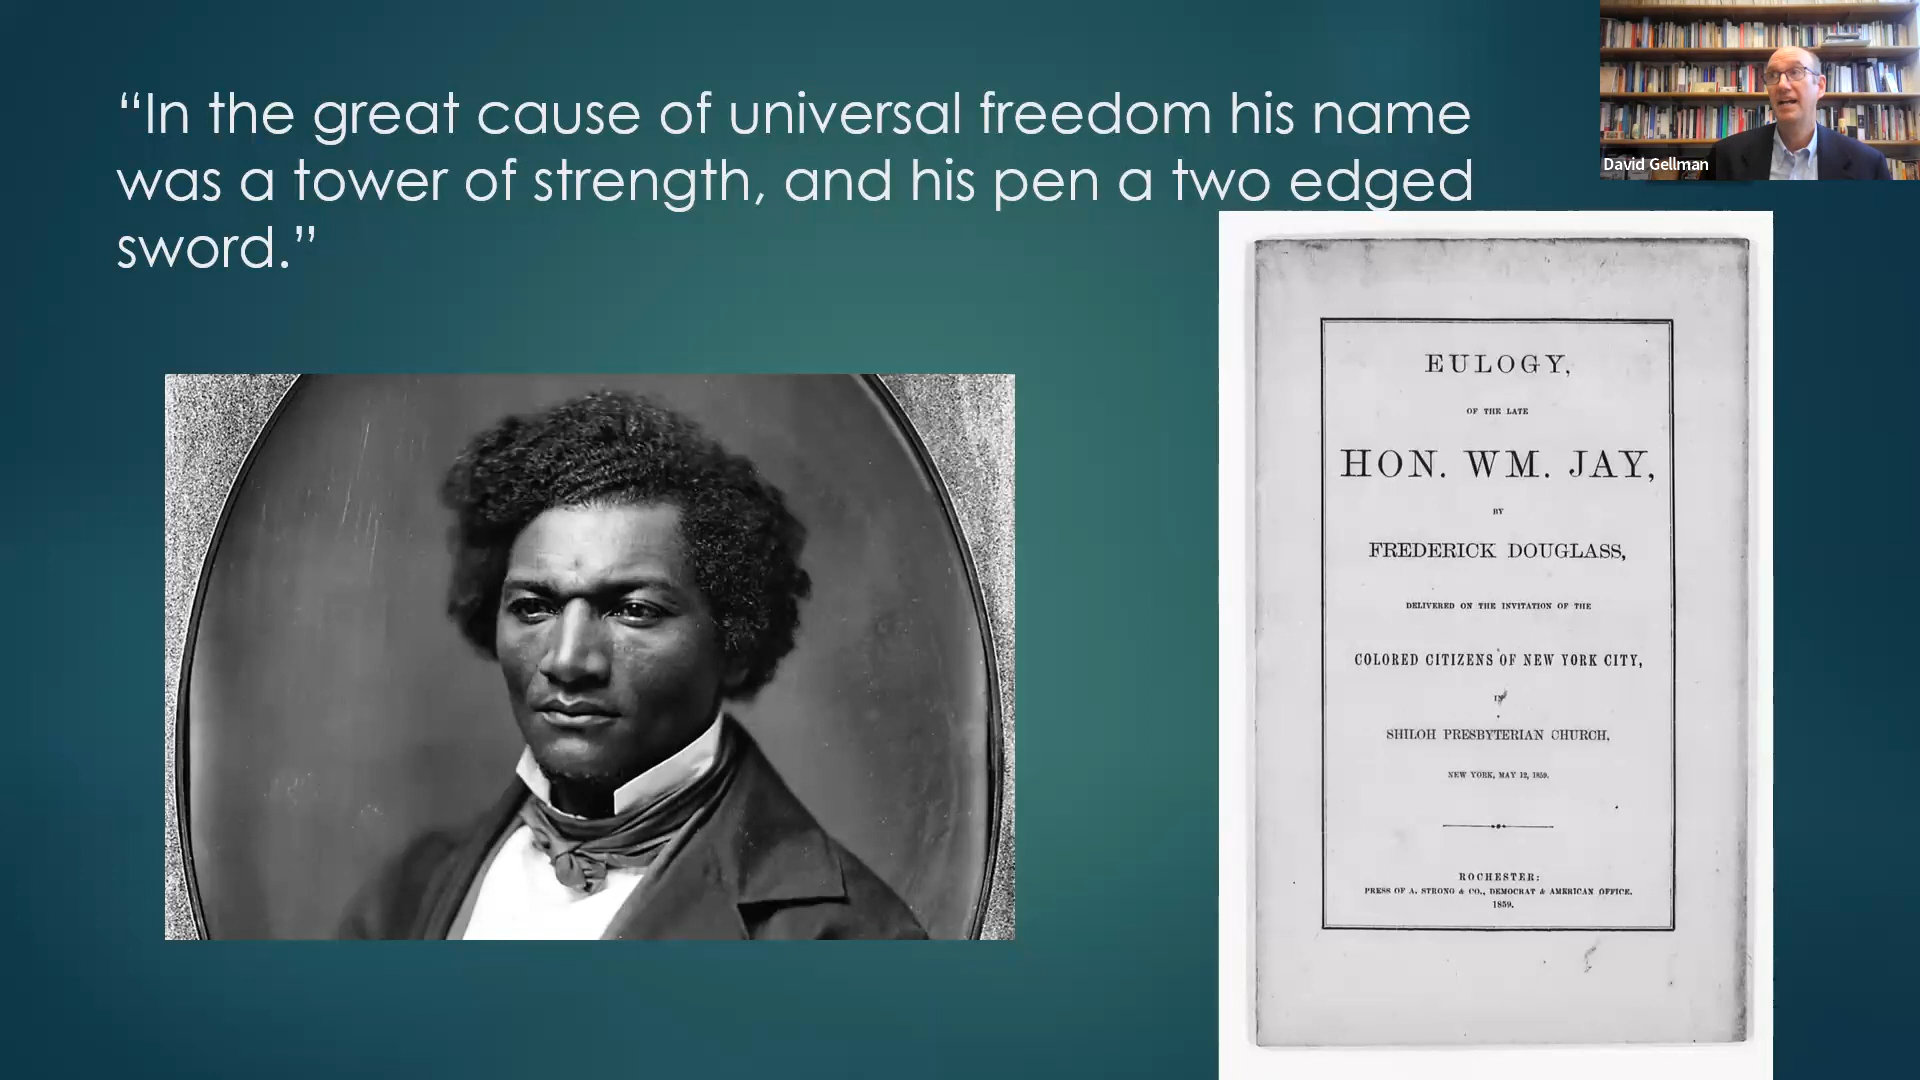 “In the great cause of universal freedom his name
was a tower of strength, and his pen a two edged
sword.”
David Gellman
EULOGY,
OF THE LATE
HON. WM. JAY,
BY
FREDERICK DOUGLASS,
DELIVERED ON THE INVITATION OF THE
COLORED CITIZENS OF NEW YORK CITY,
IN
SHILOH PRESBYTERIAN CHURCH,
NEW YORK, MAY 12, 1859.
ROCHESTER:
PRESS OF A. STRONG & CO., DEMOCRAT & AMERICAN OFFICE.
1859.